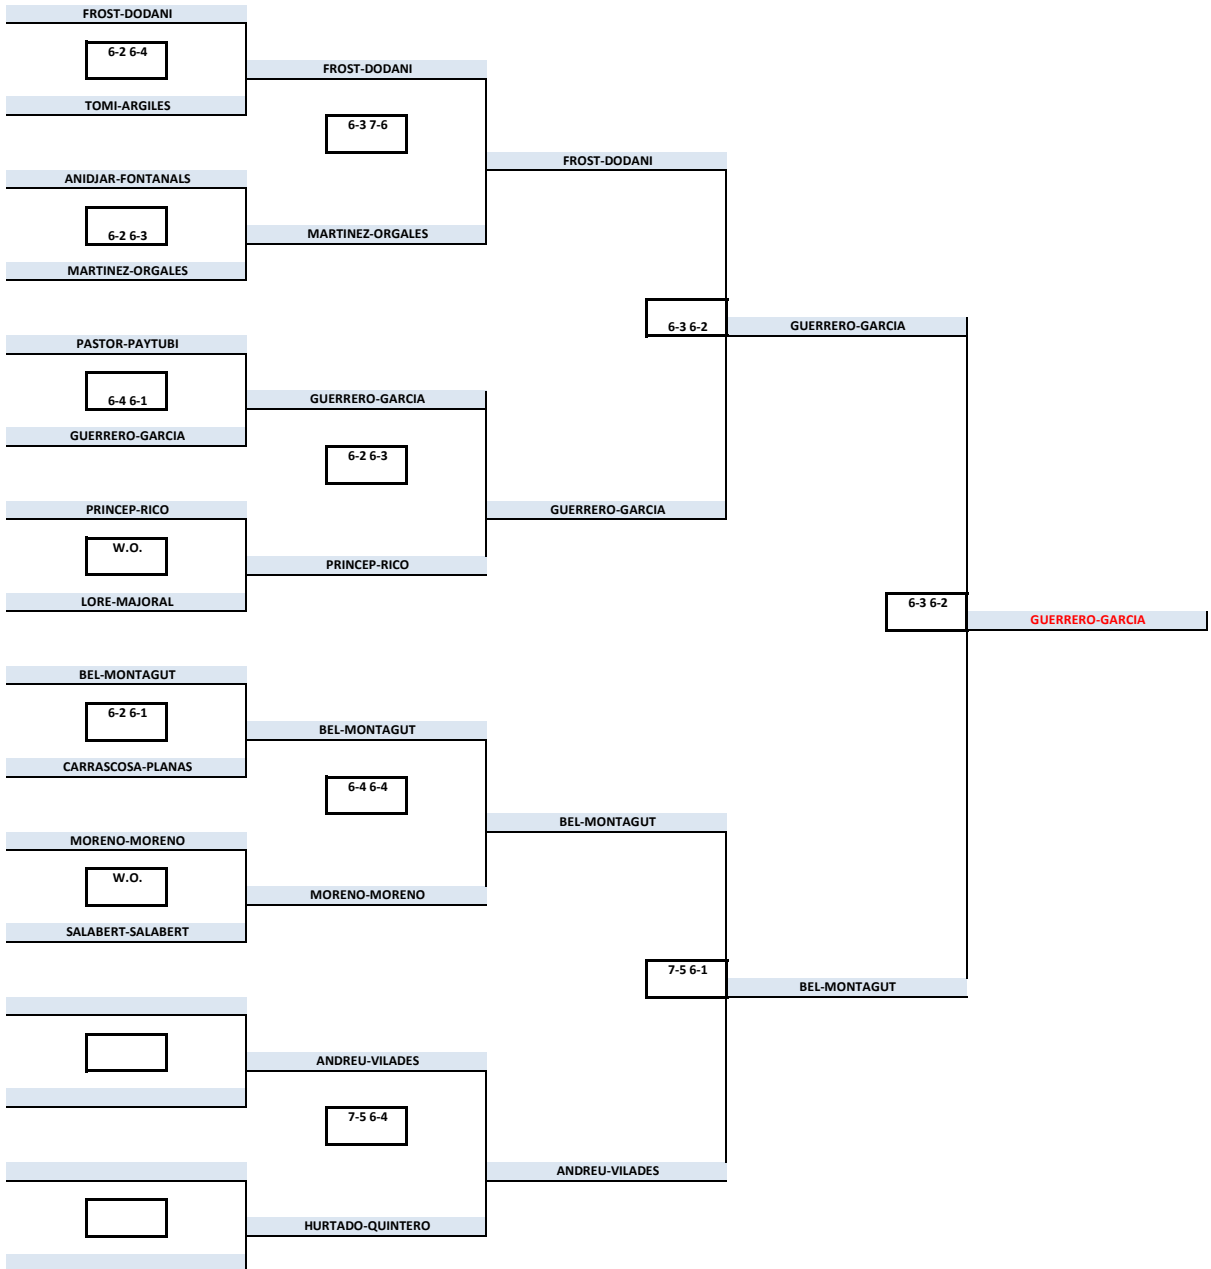 FROST-DODANI
6-2 6-4
FROST-DODANI
TOMI-ARGILES
6-3 7-6
FROST-DODANI
ANIDJAR-FONTANALS
6-2 6-3
MARTINEZ-ORGALES
MARTINEZ-ORGALES
6-3 6-2
GUERRERO-GARCIA
PASTOR-PAYTUBI
6-4 6-1
GUERRERO-GARCIA
GUERRERO-GARCIA
6-2 6-3
PRINCEP-RICO
GUERRERO-GARCIA
W.O.
PRINCEP-RICO
LORE-MAJORAL
6-3 6-2
GUERRERO-GARCIA
BEL-MONTAGUT
6-2 6-1
BEL-MONTAGUT
CARRASCOSA-PLANAS
6-4 6-4
BEL-MONTAGUT
MORENO-MORENO
W.O.
MORENO-MORENO
SALABERT-SALABERT
7-5 6-1
BEL-MONTAGUT
ANDREU-VILADES
7-5 6-4
ANDREU-VILADES
HURTADO-QUINTERO